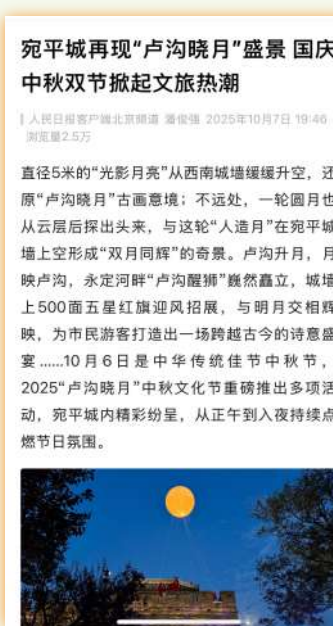 宛平城再现“卢沟晓月”盛景 国庆
中秋双节掀起文旅热潮
人民日报客户端北京频道 潘俊强 2025年10月7日 19:46
浏览量2.5万
直径5米的“光影月亮”从西南城墙缓缓升空，还
原“卢沟晓月”古画意境；不远处，一轮圆月也
从云层后探出头来，与这轮“人造月”在宛平城
墙上空形成“双月同辉”的奇景。卢沟升月，月
映卢沟，永定河畔“卢沟醒狮”巍然矗立，城墙
上500面五星红旗迎风招展，与明月交相辉
映，为市民游客打造出一场跨越古今的诗意盛
宴......10月6日是中华传统佳节中秋节，
2025“卢沟晓月”中秋文化节重磅推出多项活
动，宛平城内精彩纷呈，从正午到入夜持续点
燃节日氛围。